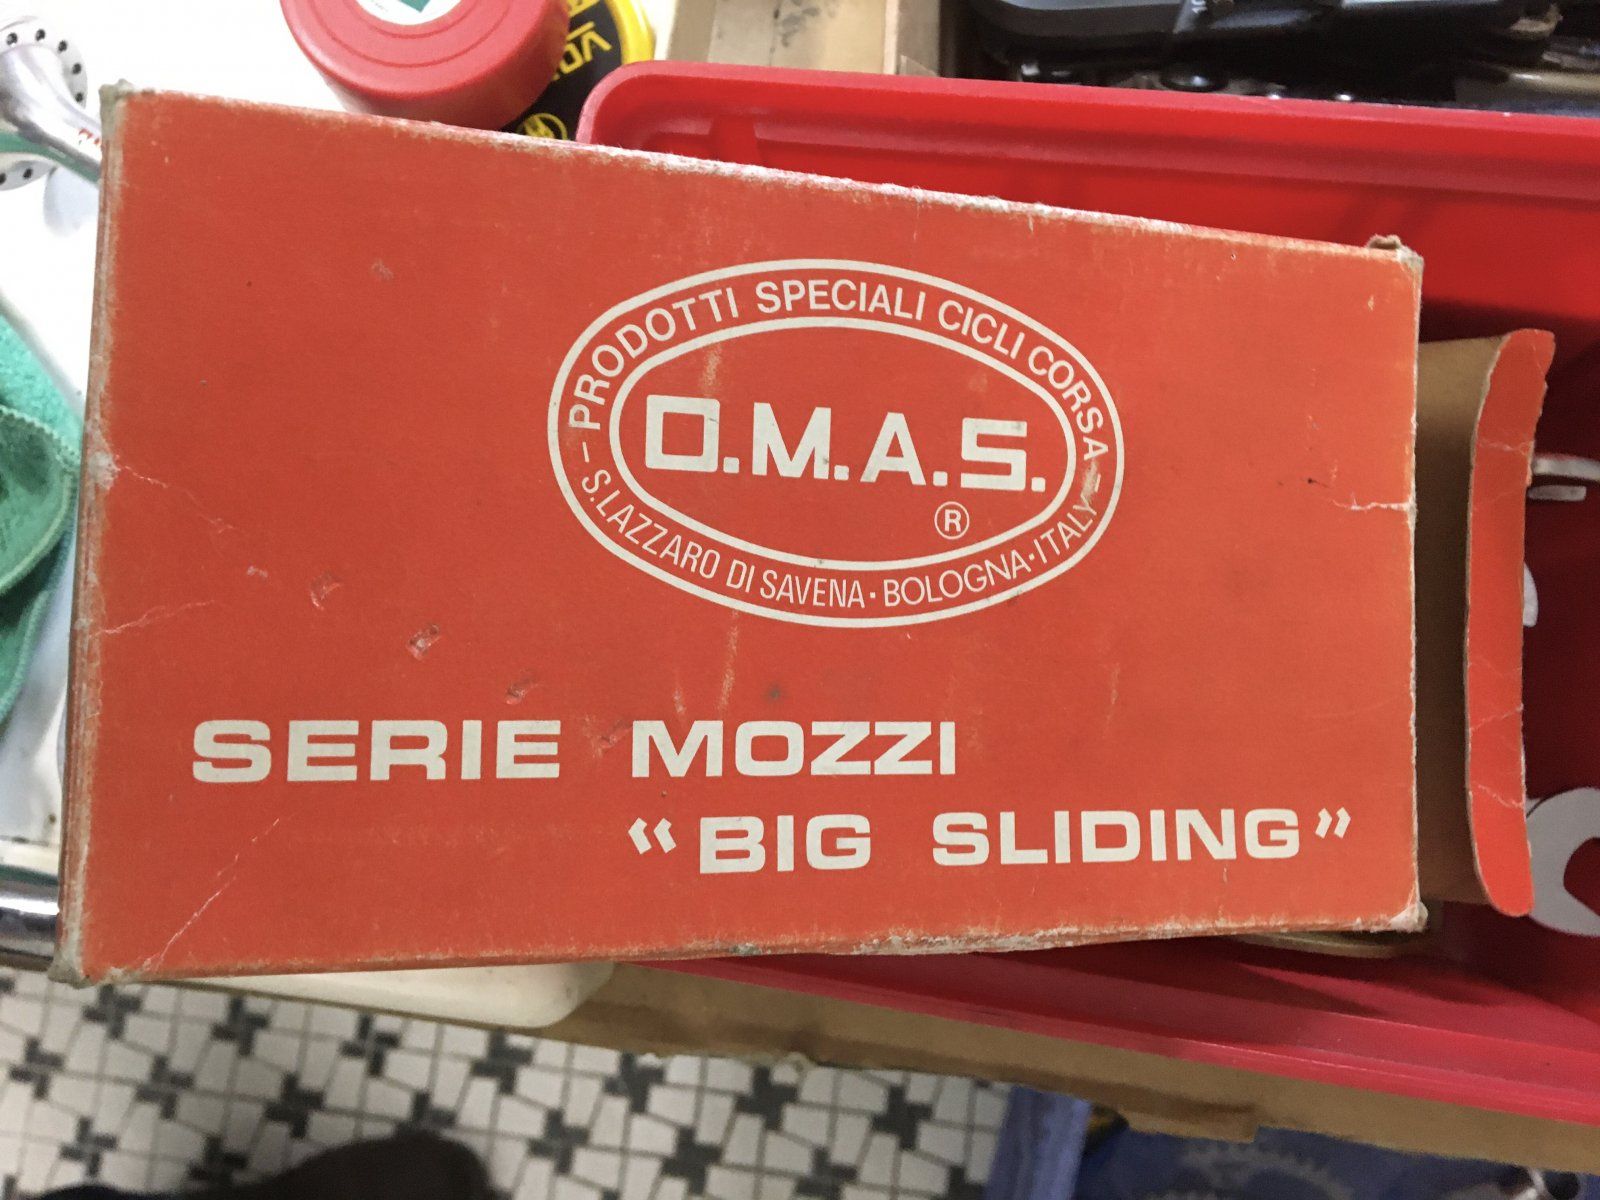 PRODOTTI SPECIALI CICLI CORSA
O.M.A.S.
®
– S.LAZZARO DI SAVENA · BOLOGNA · ITALY –
SERIE MOZZI
“BIG SLIDING”